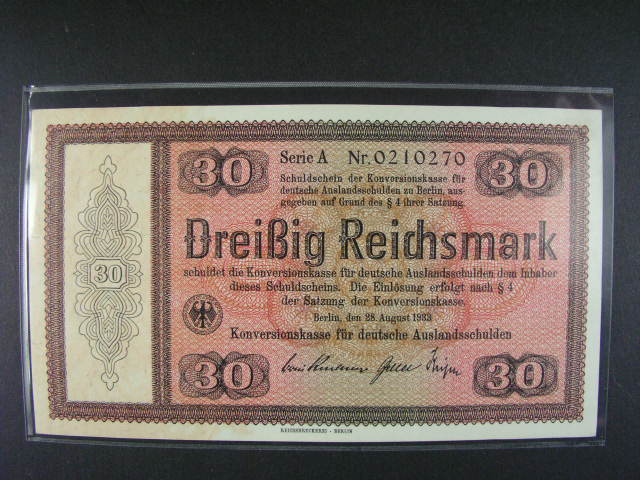 30 Serie A Nr. 0210270 30
Schuldschein der Konversionskasse für
deutsche Auslandsschulden zu Berlin, aus-
gegeben auf Grund des § 4 ihrer Satzung.
Dreißig Reichsmark
schuldet die Konversionskasse für deutsche Auslandsschulden dem Inhaber
dieses Schuldscheins. Die Einlösung erfolgt nach § 4
der Satzung der Konversionskasse.
Berlin, den 28. August 1933
Konversionskasse für deutsche Auslandsschulden
30
30 30
REICHSDRUCKEREI - BERLIN